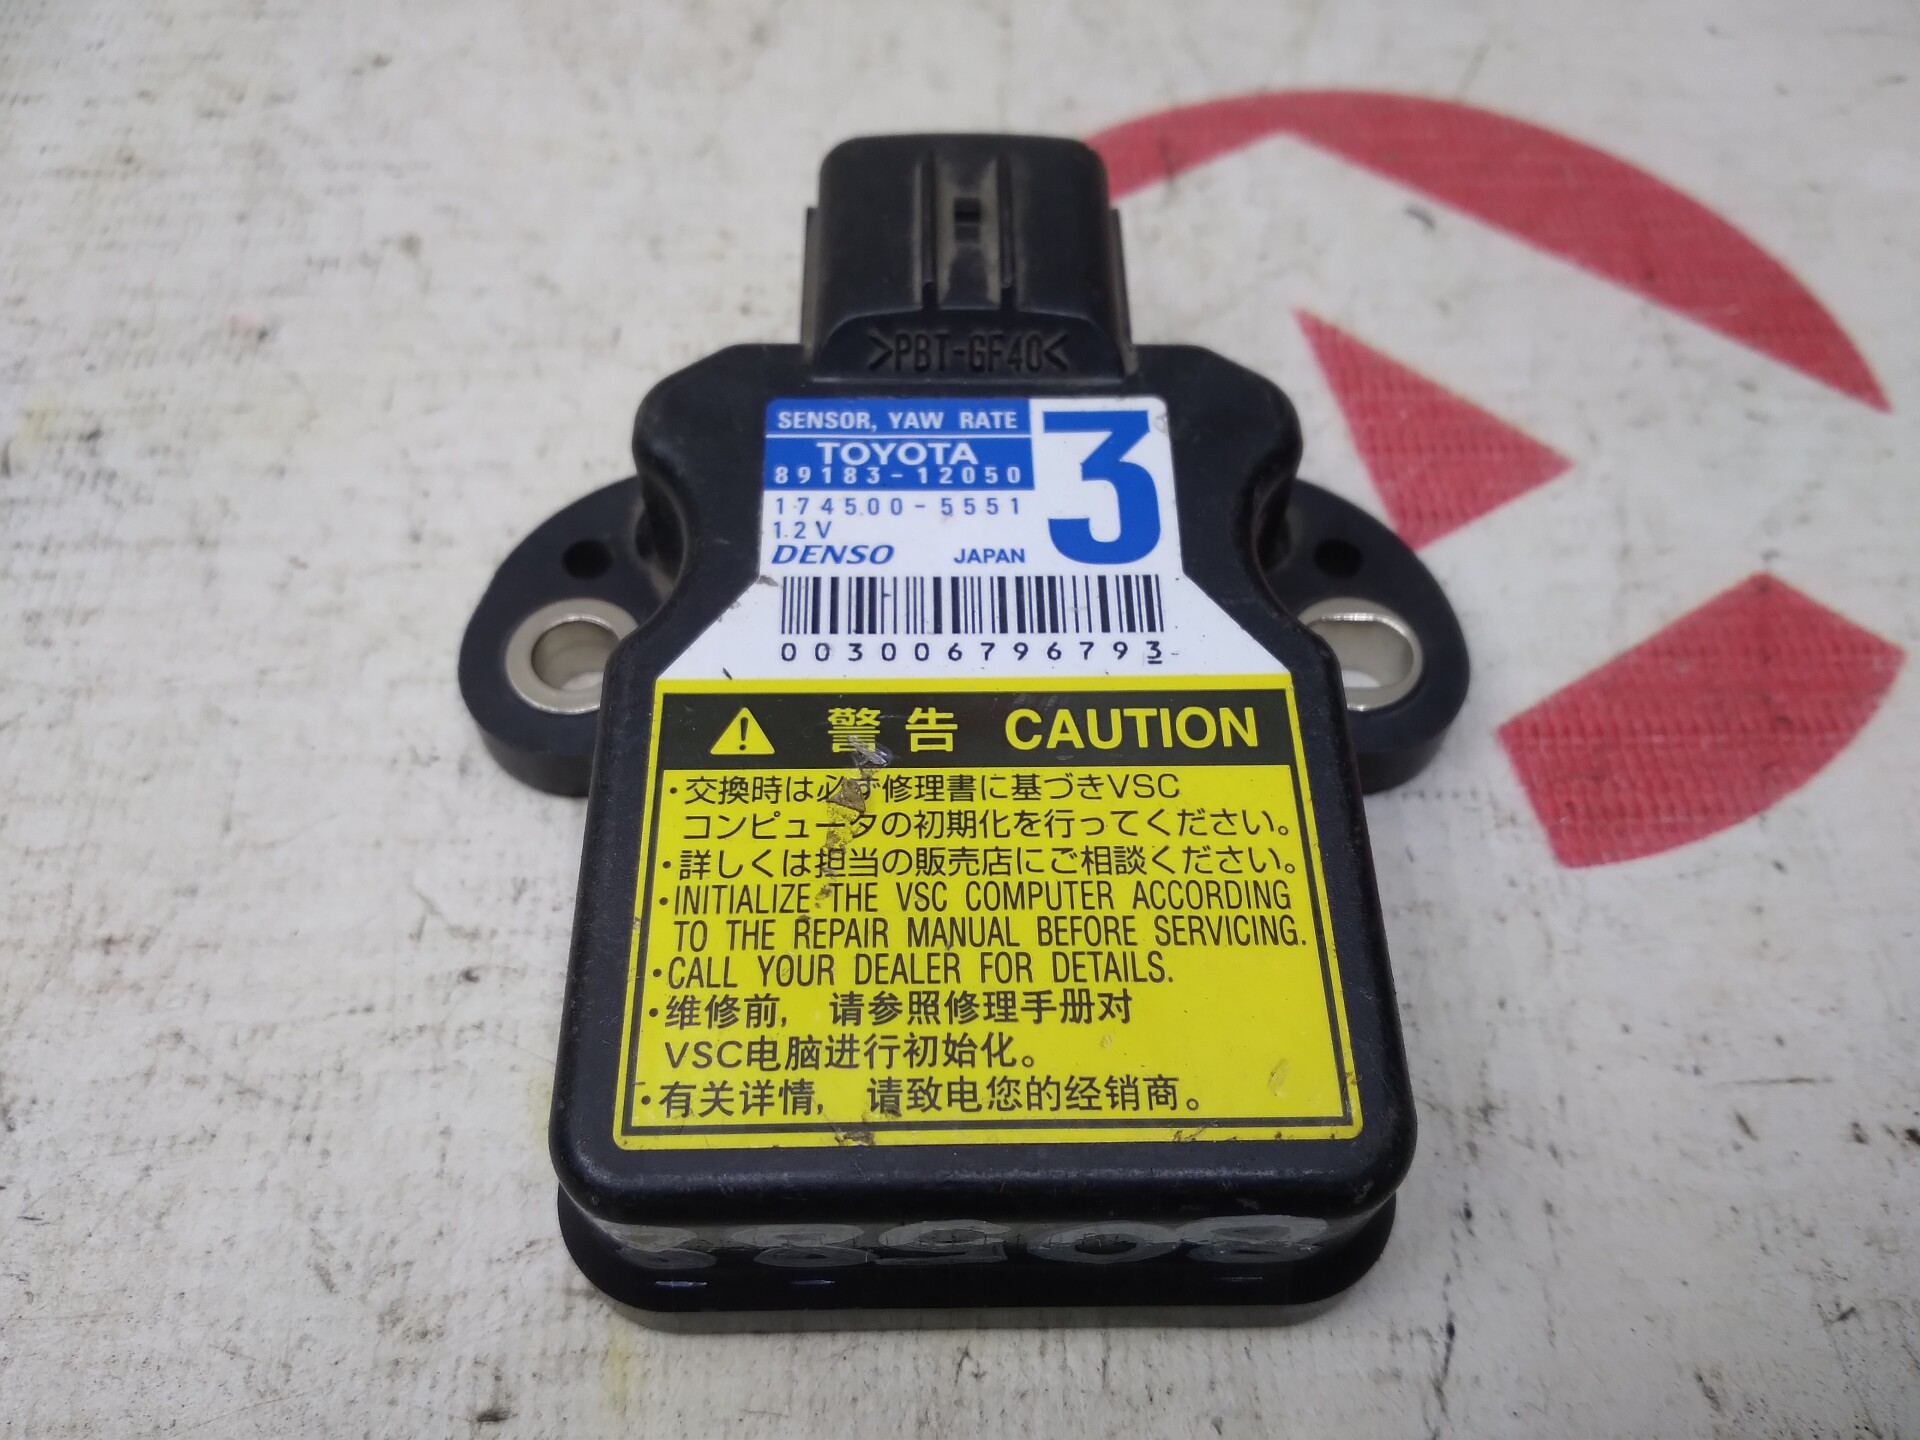 >PBT-GF40<
SENSOR, YAW RATE
TOYOTA
89183-12050
3
174500-5551
12V
DENSO JAPAN
003006796793
警告 CAUTION
・交換時は必ず修理書に基づきVSC
コンピュータの初期化を行ってください。
・詳しくは担当の販売店にご相談ください。
・INITIALIZE THE VSC COMPUTER ACCORDING
TO THE REPAIR MANUAL BEFORE SERVICING.
・CALL YOUR DEALER FOR DETAILS.
・维修前, 请参照修理手册对
VSC电脑进行初始化。
・有关详情, 请致电您的经销商。